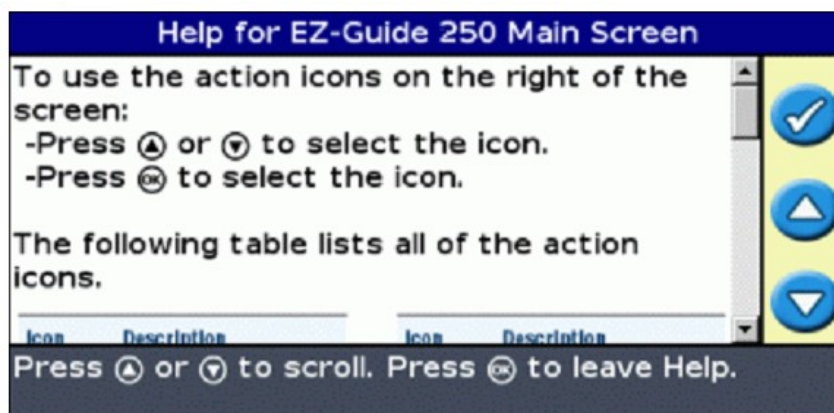 Help for EZ-Guide 250 Main Screen
To use the action icons on the right of the
screen:
-Press ▲ or ▼ to select the icon.
-Press OK to select the icon.
The following table lists all of the action
icons.
Icon Description Icon Description
Press ▲ or ▼ to scroll. Press OK to leave Help.